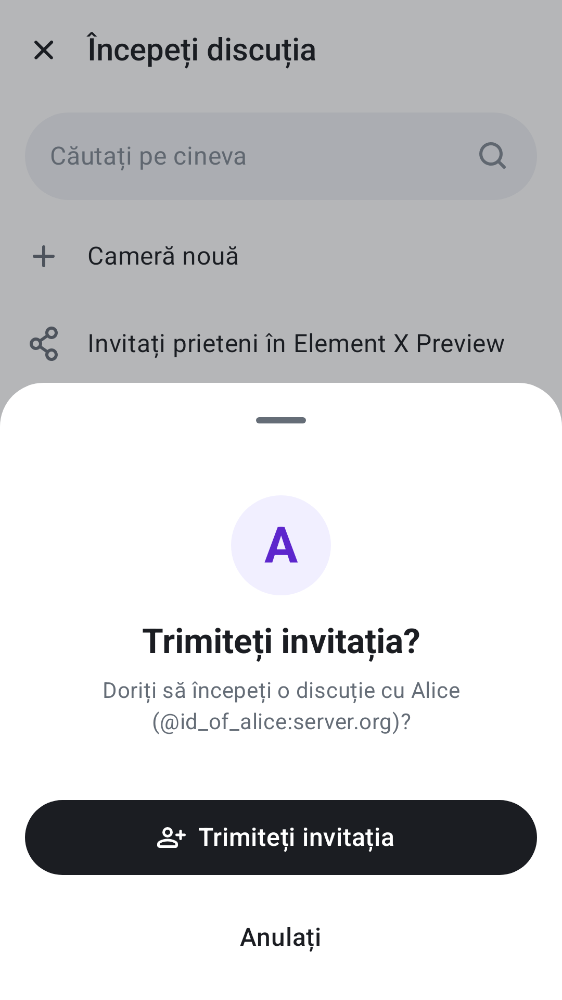 Începeți discuția
Căutați pe cineva
Cameră nouă
Invitați prieteni în Element X Preview
A
Trimiteți invitația?
Doriți să începeți o discuție cu Alice
(@id_of_alice:server.org)?
Trimiteți invitația
Anulați